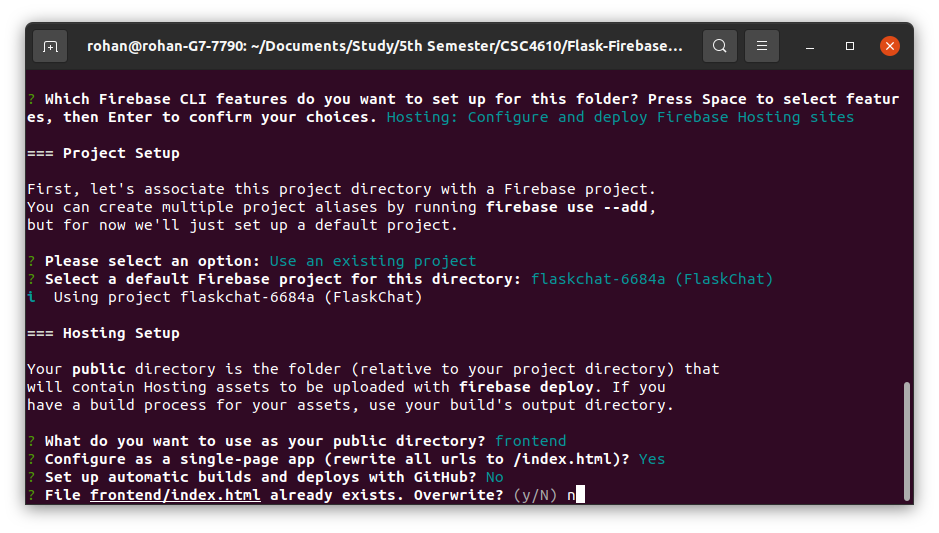 rohan@rohan-G7-7790: ~/Documents/Study/5th Semester/CSC4610/Flask-Firebase...
? Which Firebase CLI features do you want to set up for this folder? Press Space to select featur
es, then Enter to confirm your choices. Hosting: Configure and deploy Firebase Hosting sites
=== Project Setup
First, let's associate this project directory with a Firebase project.
You can create multiple project aliases by running firebase use --add,
but for now we'll just set up a default project.
? Please select an option: Use an existing project
? Select a default Firebase project for this directory: flaskchat-6684a (FlaskChat)
i  Using project flaskchat-6684a (FlaskChat)
=== Hosting Setup
Your public directory is the folder (relative to your project directory) that
will contain Hosting assets to be uploaded with firebase deploy. If you
have a build process for your assets, use your build's output directory.
? What do you want to use as your public directory? frontend
? Configure as a single-page app (rewrite all urls to /index.html)? Yes
? Set up automatic builds and deploys with GitHub? No
? File frontend/index.html already exists. Overwrite? (y/N) n